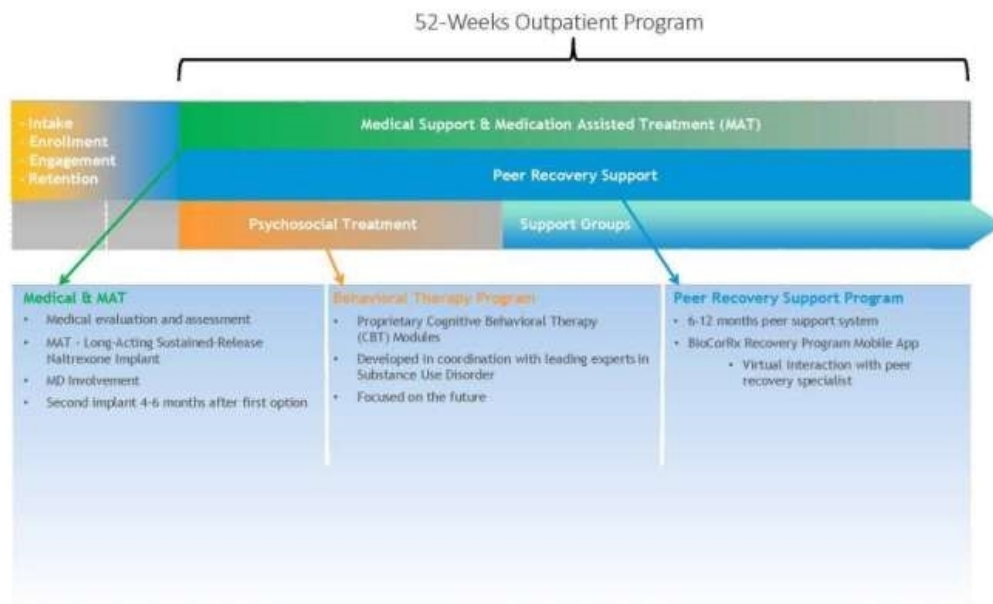 52-Weeks Outpatient Program
- Intake
- Enrollment
- Engagement
- Retention
Medical Support & Medication Assisted Treatment (MAT)
Peer Recovery Support
Psychosocial Treatment
Support Groups
Medical & MAT
• Medical evaluation and assessment
• MAT - Long-Acting Sustained-Release
Naltrexone Implant
• MD Involvement
• Second implant 4-6 months after first option
Behavioral Therapy Program
• Proprietary Cognitive Behavioral Therapy
(CBT) Modules
• Developed in coordination with leading experts in
Substance Use Disorder
• Focused on the future
Peer Recovery Support Program
• 6-12 months peer support system
• BioCorRx Recovery Program Mobile App
• Virtual interaction with peer
recovery specialist